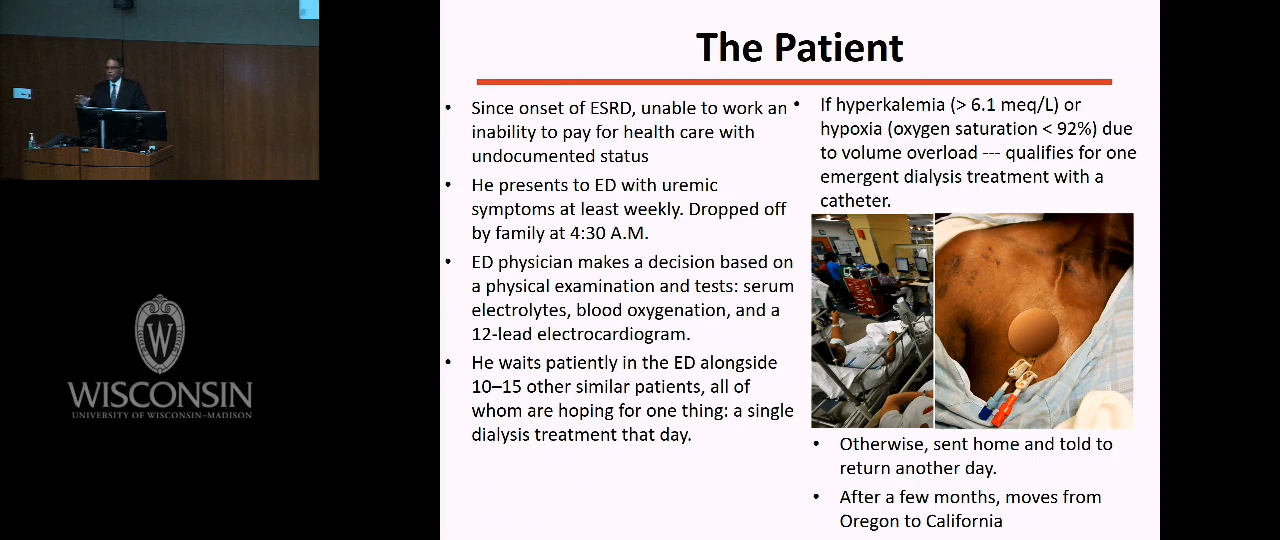 The Patient
Since onset of ESRD, unable to work an
inability to pay for health care with
undocumented status
He presents to ED with uremic
symptoms at least weekly. Dropped off
by family at 4:30 A.M.
ED physician makes a decision based on
a physical examination and tests: serum
electrolytes, blood oxygenation, and a
12-lead electrocardiogram.
He waits patiently in the ED alongside
10–15 other similar patients, all of
whom are hoping for one thing: a single
dialysis treatment that day.
If hyperkalemia (> 6.1 meq/L) or
hypoxia (oxygen saturation < 92%) due
to volume overload --- qualifies for one
emergent dialysis treatment with a
catheter.
Otherwise, sent home and told to
return another day.
After a few months, moves from
Oregon to California
W
WISCONSIN
UNIVERSITY OF WISCONSIN–MADISON